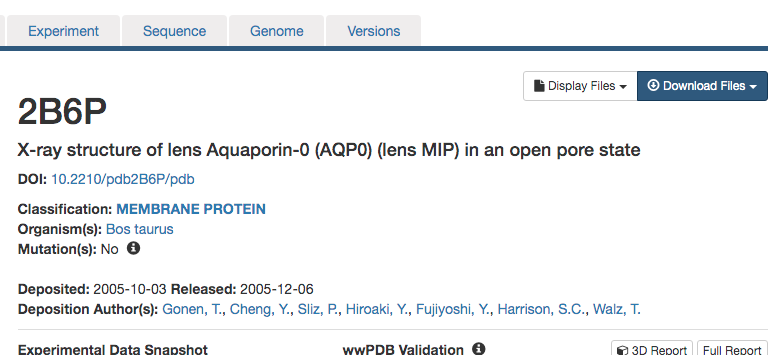 Experiment Sequence Genome Versions
Display Files Download Files
2B6P
X-ray structure of lens Aquaporin-0 (AQP0) (lens MIP) in an open pore state
DOI: 10.2210/pdb2B6P/pdb
Classification: MEMBRANE PROTEIN
Organism(s): Bos taurus
Mutation(s): No
Deposited: 2005-10-03 Released: 2005-12-06
Deposition Author(s): Gonen, T., Cheng, Y., Sliz, P., Hiroaki, Y., Fujiyoshi, Y., Harrison, S.C., Walz, T.
Experimental Data Snapshot wwPDB Validation 3D Report Full Report